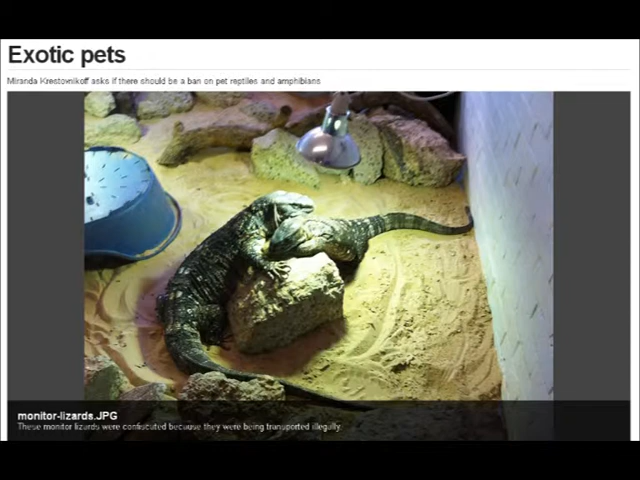 Exotic pets
Miranda Krestovnikoff asks if there should be a ban on pet reptiles and amphibians
monitor-lizards.JPG
These monitor lizards were confiscated because they were being transported illegally.